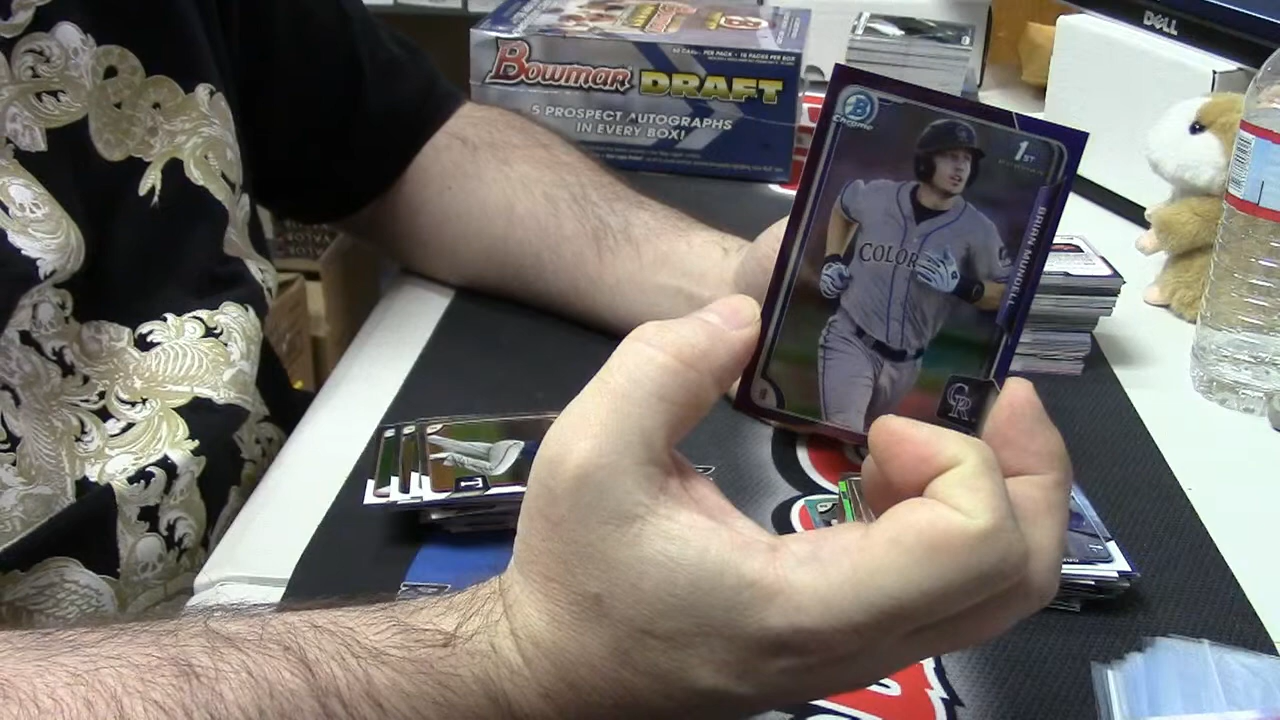 BOWMAN DRAFT
5 PROSPECT AUTOGRAPHS
IN EVERY BOX!
DELL
B
Chrome
1ST
BRIAN MUNDELL
COLOR
CR